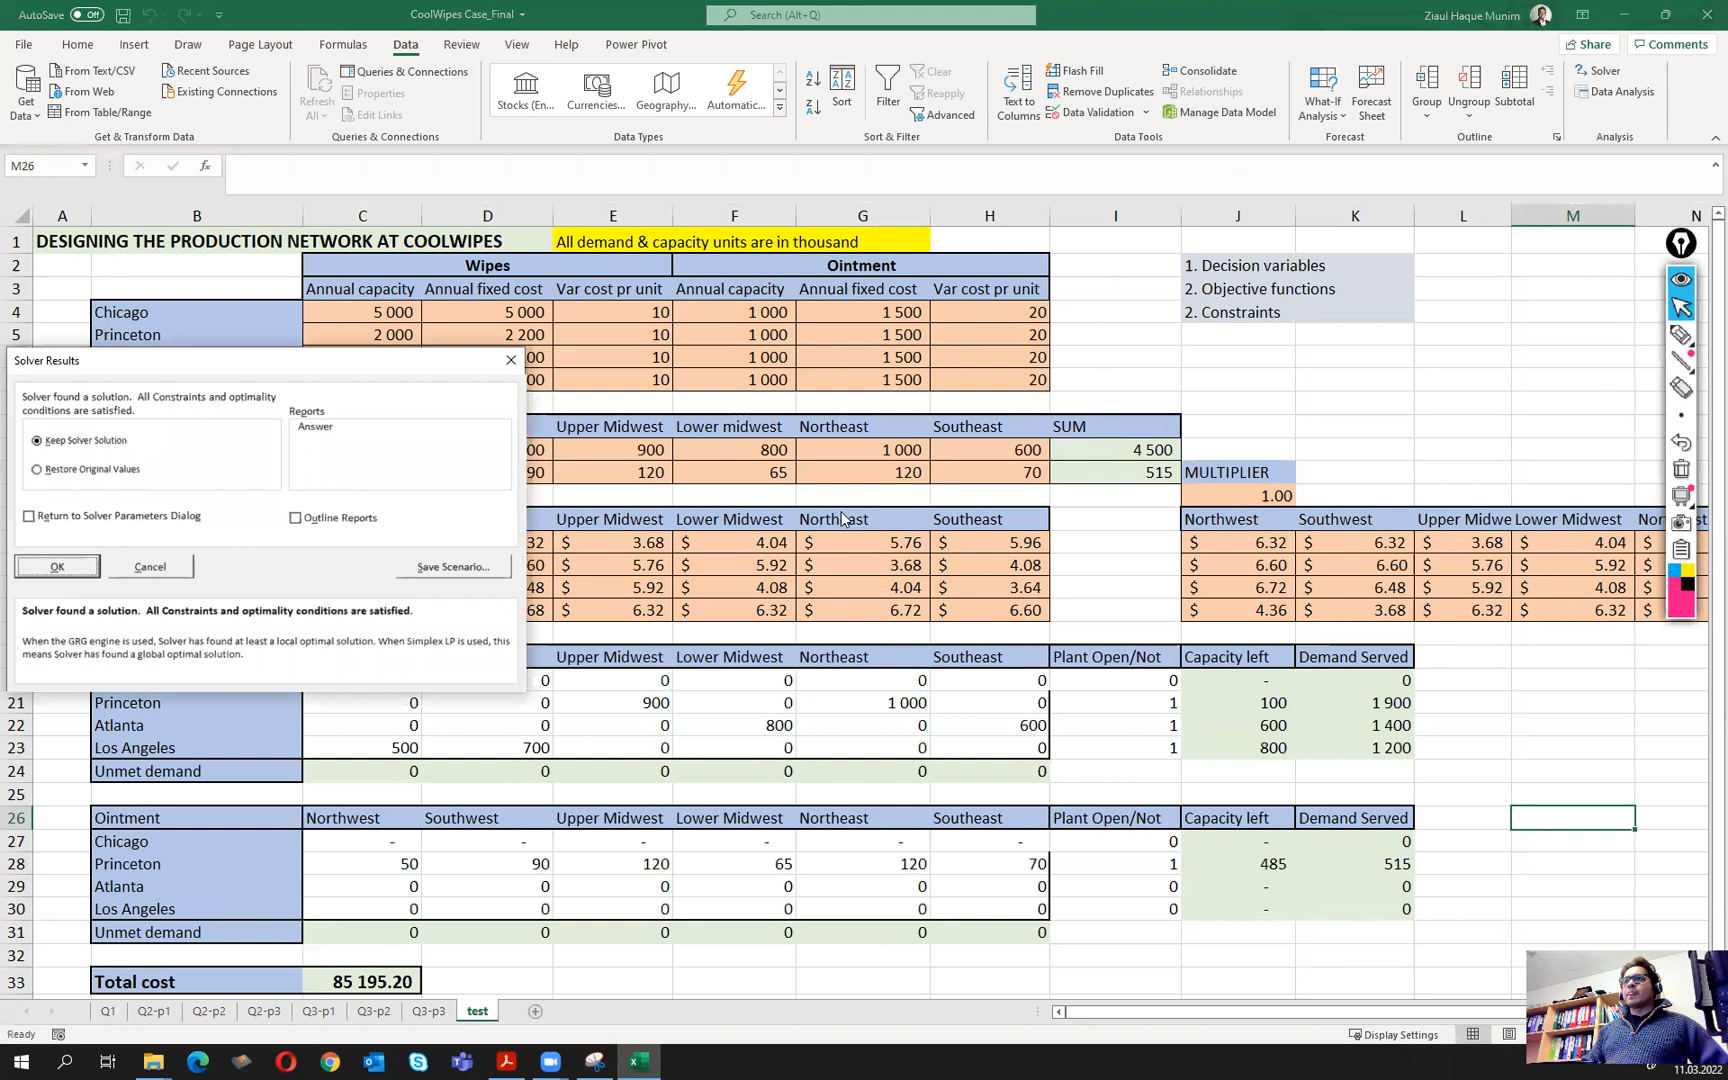 AutoSave Off CoolWipes Case_Final Search (Alt+Q) Ziaul Haque Munim
File Home Insert Draw Page Layout Formulas Data Review View Help Power Pivot Share Comments
From Text/CSV Recent Sources Queries & Connections Clear Flash Fill Consolidate Solver
From Web Existing Connections Properties Reapply Remove Duplicates Relationships Data Analysis
From Table/Range Edit Links Advanced Data Validation Manage Data Model
Get Data Refresh All Stocks (En... Currencies... Geography... Automatic... Sort Filter Text to Columns What-If Analysis Forecast Sheet Group Ungroup Subtotal
Get & Transform Data Queries & Connections Data Types Sort & Filter Data Tools Forecast Outline Analysis
M26 fx
A B C D E F G H I J K L M N
1 DESIGNING THE PRODUCTION NETWORK AT COOLWIPES All demand & capacity units are in thousand
2 Wipes Ointment 1. Decision variables
3 Annual capacity Annual fixed cost Var cost pr unit Annual capacity Annual fixed cost Var cost pr unit 2. Objective functions
4 Chicago 5 000 5 000 10 1 000 1 500 20 2. Constraints
5 Princeton 2 000 2 200 10 1 000 1 500 20
00 10 1 000 1 500 20
00 10 1 000 1 500 20
Upper Midwest Lower midwest Northeast Southeast SUM
00 900 800 1 000 600 4 500
90 120 65 120 70 515 MULTIPLIER
1.00
Upper Midwest Lower Midwest Northeast Southeast Northwest Southwest Upper Midwe Lower Midwest
32 $ 3.68 $ 4.04 $ 5.76 $ 5.96 $ 6.32 $ 6.32 $ 3.68 $ 4.04
60 $ 5.76 $ 5.92 $ 3.68 $ 4.08 $ 6.60 $ 6.60 $ 5.76 $ 5.92
48 $ 5.92 $ 4.08 $ 4.04 $ 3.64 $ 6.72 $ 6.48 $ 5.92 $ 4.08
68 $ 6.32 $ 6.32 $ 6.72 $ 6.60 $ 4.36 $ 3.68 $ 6.32 $ 6.32
Upper Midwest Lower Midwest Northeast Southeast Plant Open/Not Capacity left Demand Served
0 0 0 0 0 0 - 0
21 Princeton 0 0 900 0 1 000 0 1 100 1 900
22 Atlanta 0 0 0 800 0 600 1 600 1 400
23 Los Angeles 500 700 0 0 0 0 1 800 1 200
24 Unmet demand 0 0 0 0 0 0
25
26 Ointment Northwest Southwest Upper Midwest Lower Midwest Northeast Southeast Plant Open/Not Capacity left Demand Served
27 Chicago - - - - - - 0 - 0
28 Princeton 50 90 120 65 120 70 1 485 515
29 Atlanta 0 0 0 0 0 0 0 - 0
30 Los Angeles 0 0 0 0 0 0 0 - 0
31 Unmet demand 0 0 0 0 0 0
32
33 Total cost 85 195.20
Solver Results
Solver found a solution. All Constraints and optimality
conditions are satisfied.
Reports
Answer
Keep Solver Solution
Restore Original Values
Return to Solver Parameters Dialog
Outline Reports
OK Cancel Save Scenario...
Solver found a solution. All Constraints and optimality conditions are satisfied.
When the GRG engine is used, Solver has found at least a local optimal solution. When Simplex LP is used, this
means Solver has found a global optimal solution.
Q1 Q2-p1 Q2-p2 Q2-p3 Q3-p1 Q3-p2 Q3-p3 test
Ready Display Settings
11.03.2022